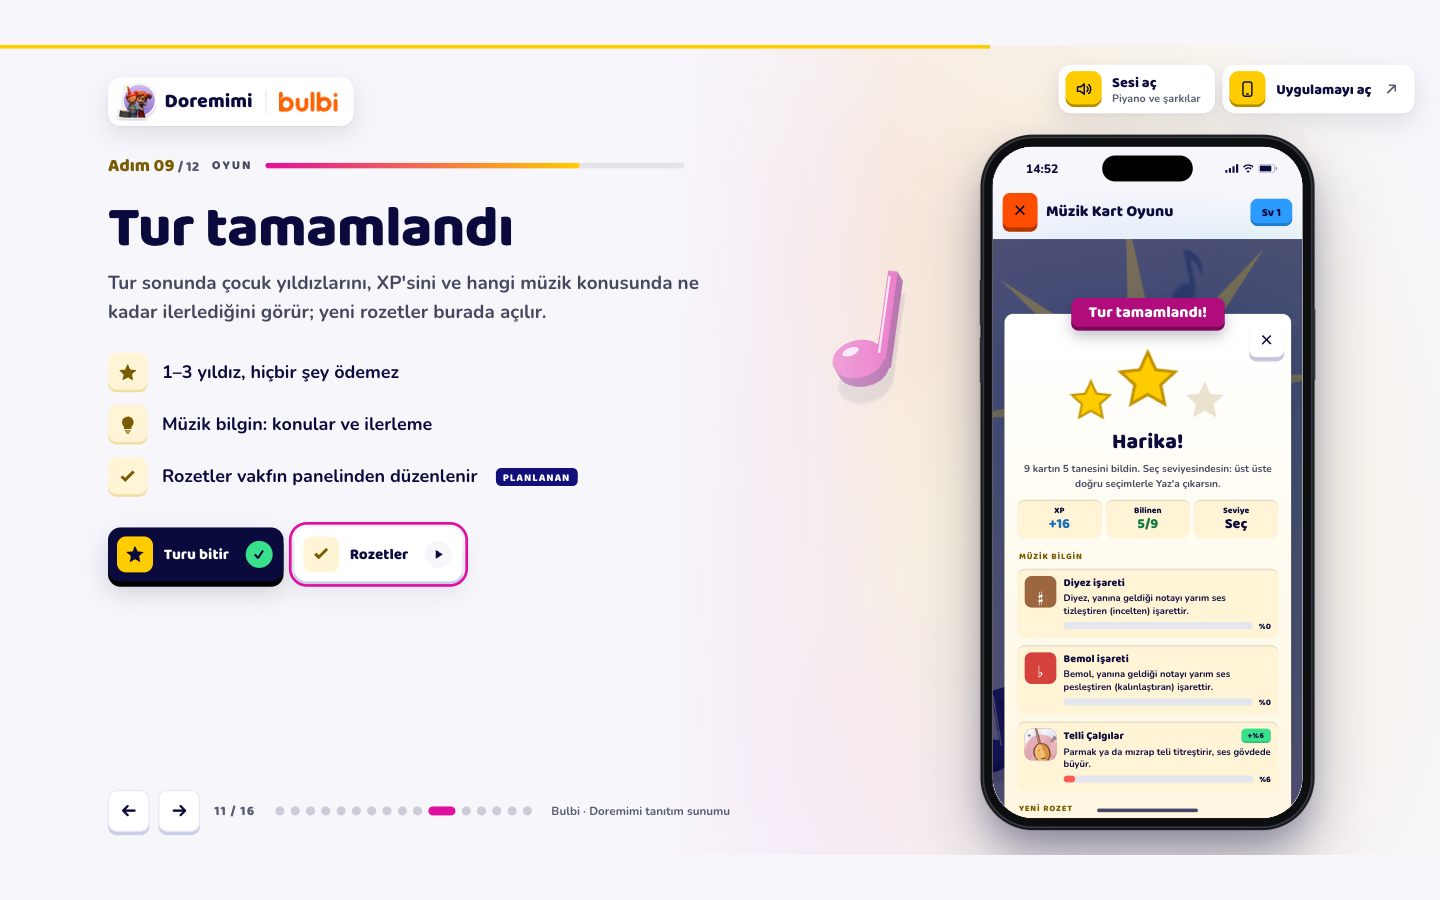 Doremimi
bulbi
Sesi aç
Piyano ve şarkılar
Uygulamayı aç
Adım 09 / 12 OYUN
Tur tamamlandı
Tur sonunda çocuk yıldızlarını, XP'sini ve hangi müzik konusunda ne
kadar ilerlediğini görür; yeni rozetler burada açılır.
1–3 yıldız, hiçbir şey ödemez
Müzik bilgin: konular ve ilerleme
Rozetler vakfın panelinden düzenlenir PLANLANAN
Turu bitir
Rozetler
11 / 16
Bulbi · Doremimi tanıtım sunumu
14:52
Müzik Kart Oyunu
Sv 1
Tur tamamlandı!
Harika!
9 kartın 5 tanesini bildin. Seç seviyesindesin: üst üste
doğru seçimlerle Yaz'a çıkarsın.
XP
+16
Bilinen
5/9
Seviye
Seç
MÜZİK BİLGİN
Diyez işareti
Diyez, yanına geldiği notayı yarım ses
tizleştiren (incelten) işarettir.
%0
Bemol işareti
Bemol, yanına geldiği notayı yarım ses
pesleştiren (kalınlaştıran) işarettir.
%0
Telli Çalgılar
+%6
Parmak ya da mızrap teli titreştirir, ses gövdede
büyür.
%6
YENİ ROZET